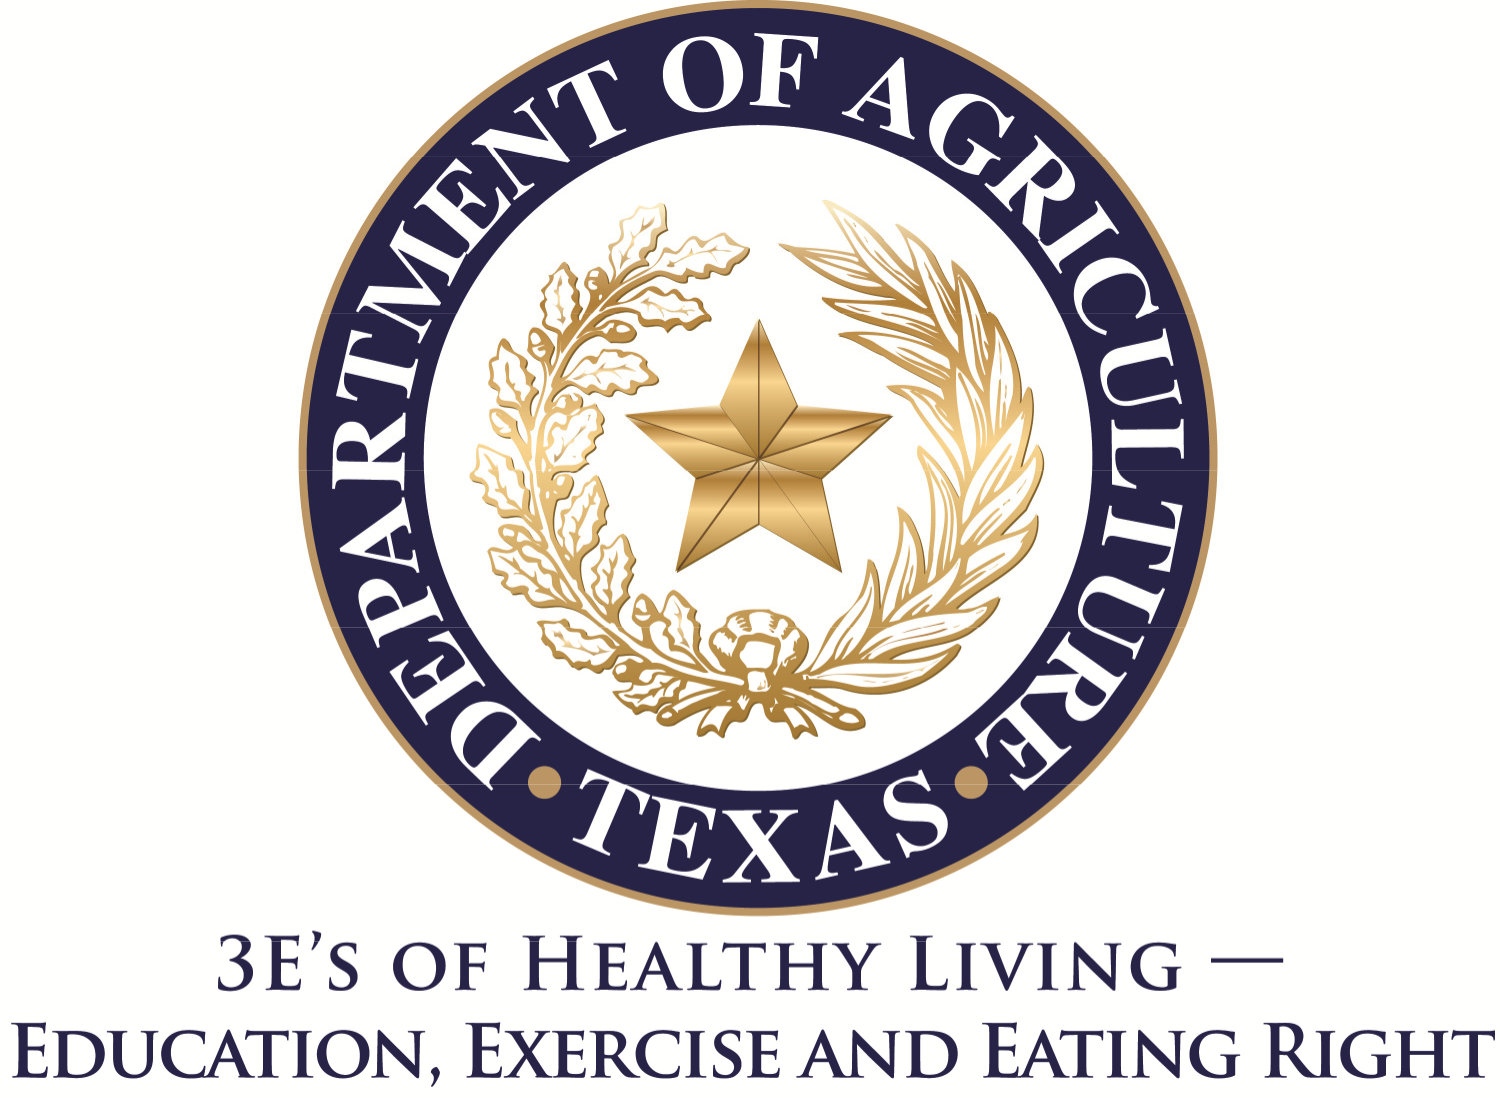 DEPARTMENT OF AGRICULTURE
• TEXAS •
3E’s of Healthy Living —
Education, Exercise and Eating Right